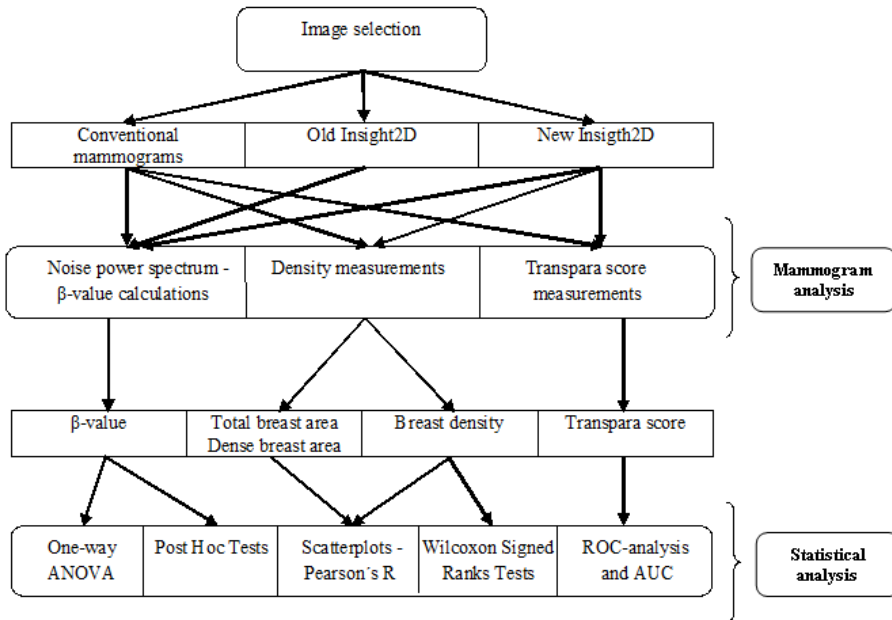 Image selection
Conventional
mammograms
Old Insight2D
New Insigth2D
Noise power spectrum -
β-value calculations
Density measurements
Transpara score
measurements
Mammogram
analysis
β-value
Total breast area
Dense breast area
Breast density
Transpara score
One-way
ANOVA
Post Hoc Tests
Scatterplots -
Pearson´s R
Wilcoxon Signed
Ranks Tests
ROC-analysis
and AUC
Statistical
analysis